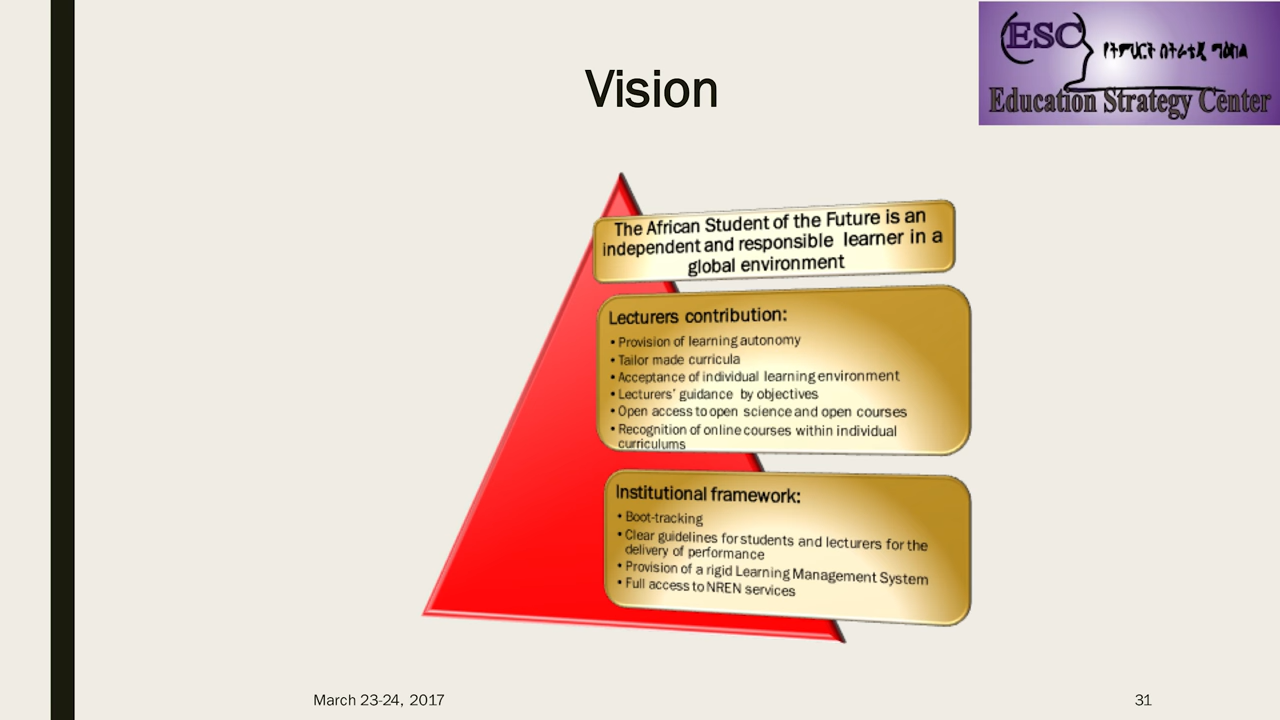 ESC
Education Strategy Center
Vision
The African Student of the Future is an
independent and responsible learner in a
global environment
Lecturers contribution:
• Provision of learning autonomy
• Tailor made curricula
• Acceptance of individual learning environment
• Lecturers’ guidance by objectives
• Open access to open science and open courses
• Recognition of online courses within individual
curriculums
Institutional framework:
• Boot-tracking
• Clear guidelines for students and lecturers for the
delivery of performance
• Provision of a rigid Learning Management System
• Full access to NREN services
March 23-24, 2017
31